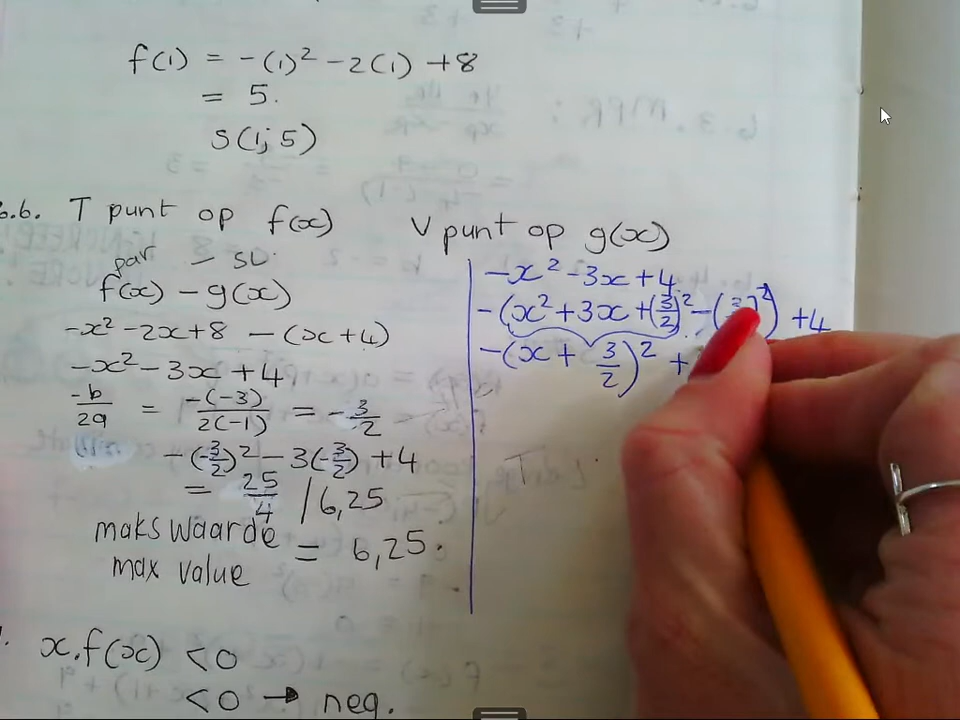 f(1) = -(1)² - 2(1) + 8
= 5.
S(1; 5)
6.6. T punt op f(x)
par - SL.
f(x) - g(x)
-x² - 2x + 8 - (x + 4)
-x² - 3x + 4
-b/2a = -(-3)/2(-1) = -3/2
-(-3/2)² - 3(-3/2) + 4
= 25/4 / 6,25
maks waarde
max value = 6,25.
V punt op g(x)
-x² - 3x + 4
-(x² + 3x + (3/2)² - (3/2)²) + 4
-(x + 3/2)² +
x.f(x) < 0
< 0 → neg.